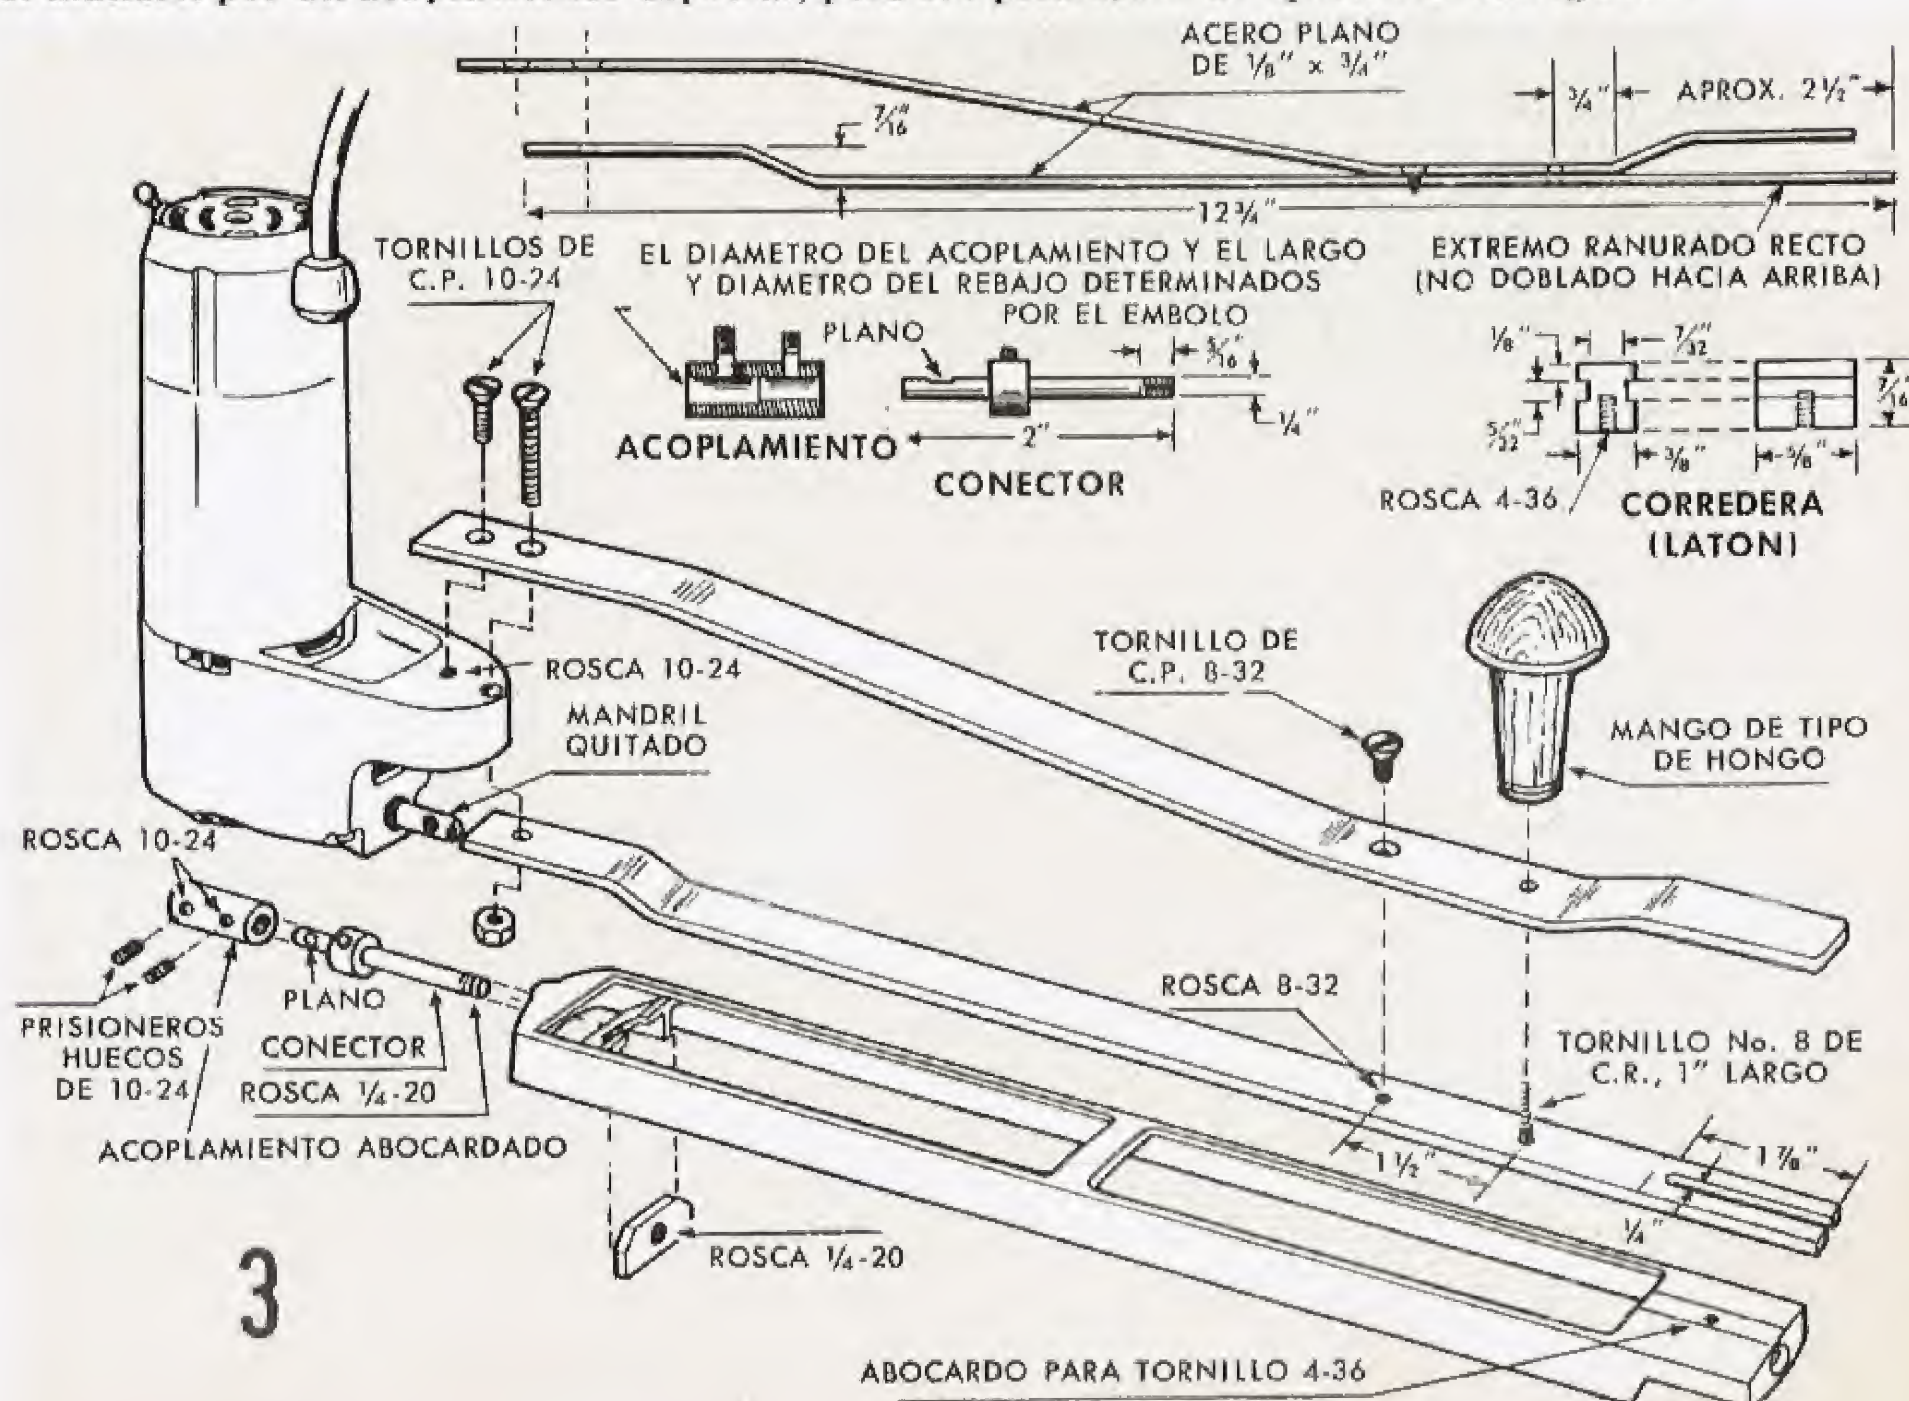 ACERO PLANO
DE 1/8" x 3/4"
7/16"
3/4"
APROX. 2 1/2"
12 3/4"
TORNILLOS DE
C.P. 10-24
EL DIAMETRO DEL ACOPLAMIENTO Y EL LARGO
Y DIAMETRO DEL REBAJO DETERMINADOS
POR EL EMBOLO
EXTREMO RANURADO RECTO
(NO DOBLADO HACIA ARRIBA)
PLANO
5/16"
1/4"
2"
ACOPLAMIENTO
CONECTOR
1/8"
7/32"
7/16"
5/32"
3/8"
5/8"
ROSCA 4-36
CORREDERA
(LATON)
ROSCA 10-24
MANDRIL
QUITADO
TORNILLO DE
C.P. 8-32
MANGO DE TIPO
DE HONGO
ROSCA 10-24
PRISIONEROS
HUECOS
DE 10-24
PLANO
CONECTOR
ROSCA 1/4-20
ACOPLAMIENTO ABOCARDADO
ROSCA 8-32
TORNILLO No. 8 DE
C.R., 1" LARGO
1 1/2"
1 7/8"
1/4"
ROSCA 1/4-20
3
ABOCARDO PARA TORNILLO 4-36